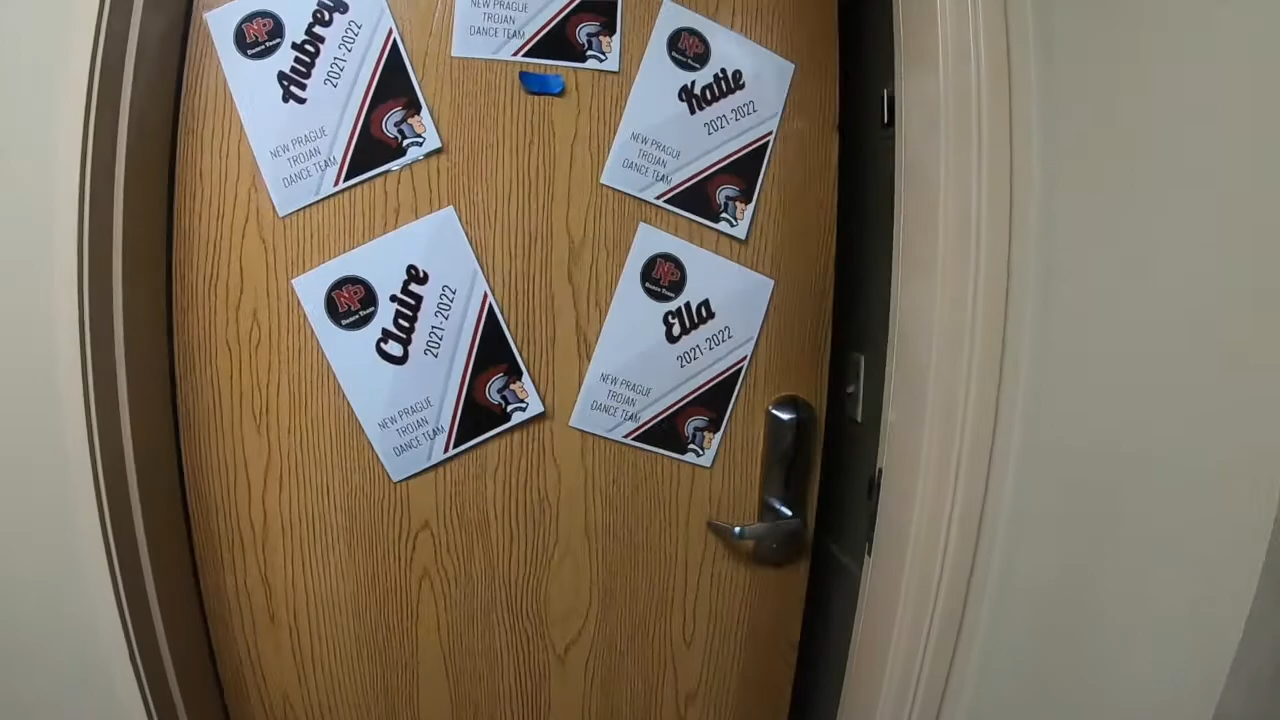 NP
Dance Team
Aubrey
2021-2022
NEW PRAGUE
TROJAN
DANCE TEAM
NEW PRAGUE
TROJAN
DANCE TEAM
NP
Dance Team
Katie
2021-2022
NEW PRAGUE
TROJAN
DANCE TEAM
NP
Dance Team
Claire
2021-2022
NEW PRAGUE
TROJAN
DANCE TEAM
NP
Dance Team
Ella
2021-2022
NEW PRAGUE
TROJAN
DANCE TEAM